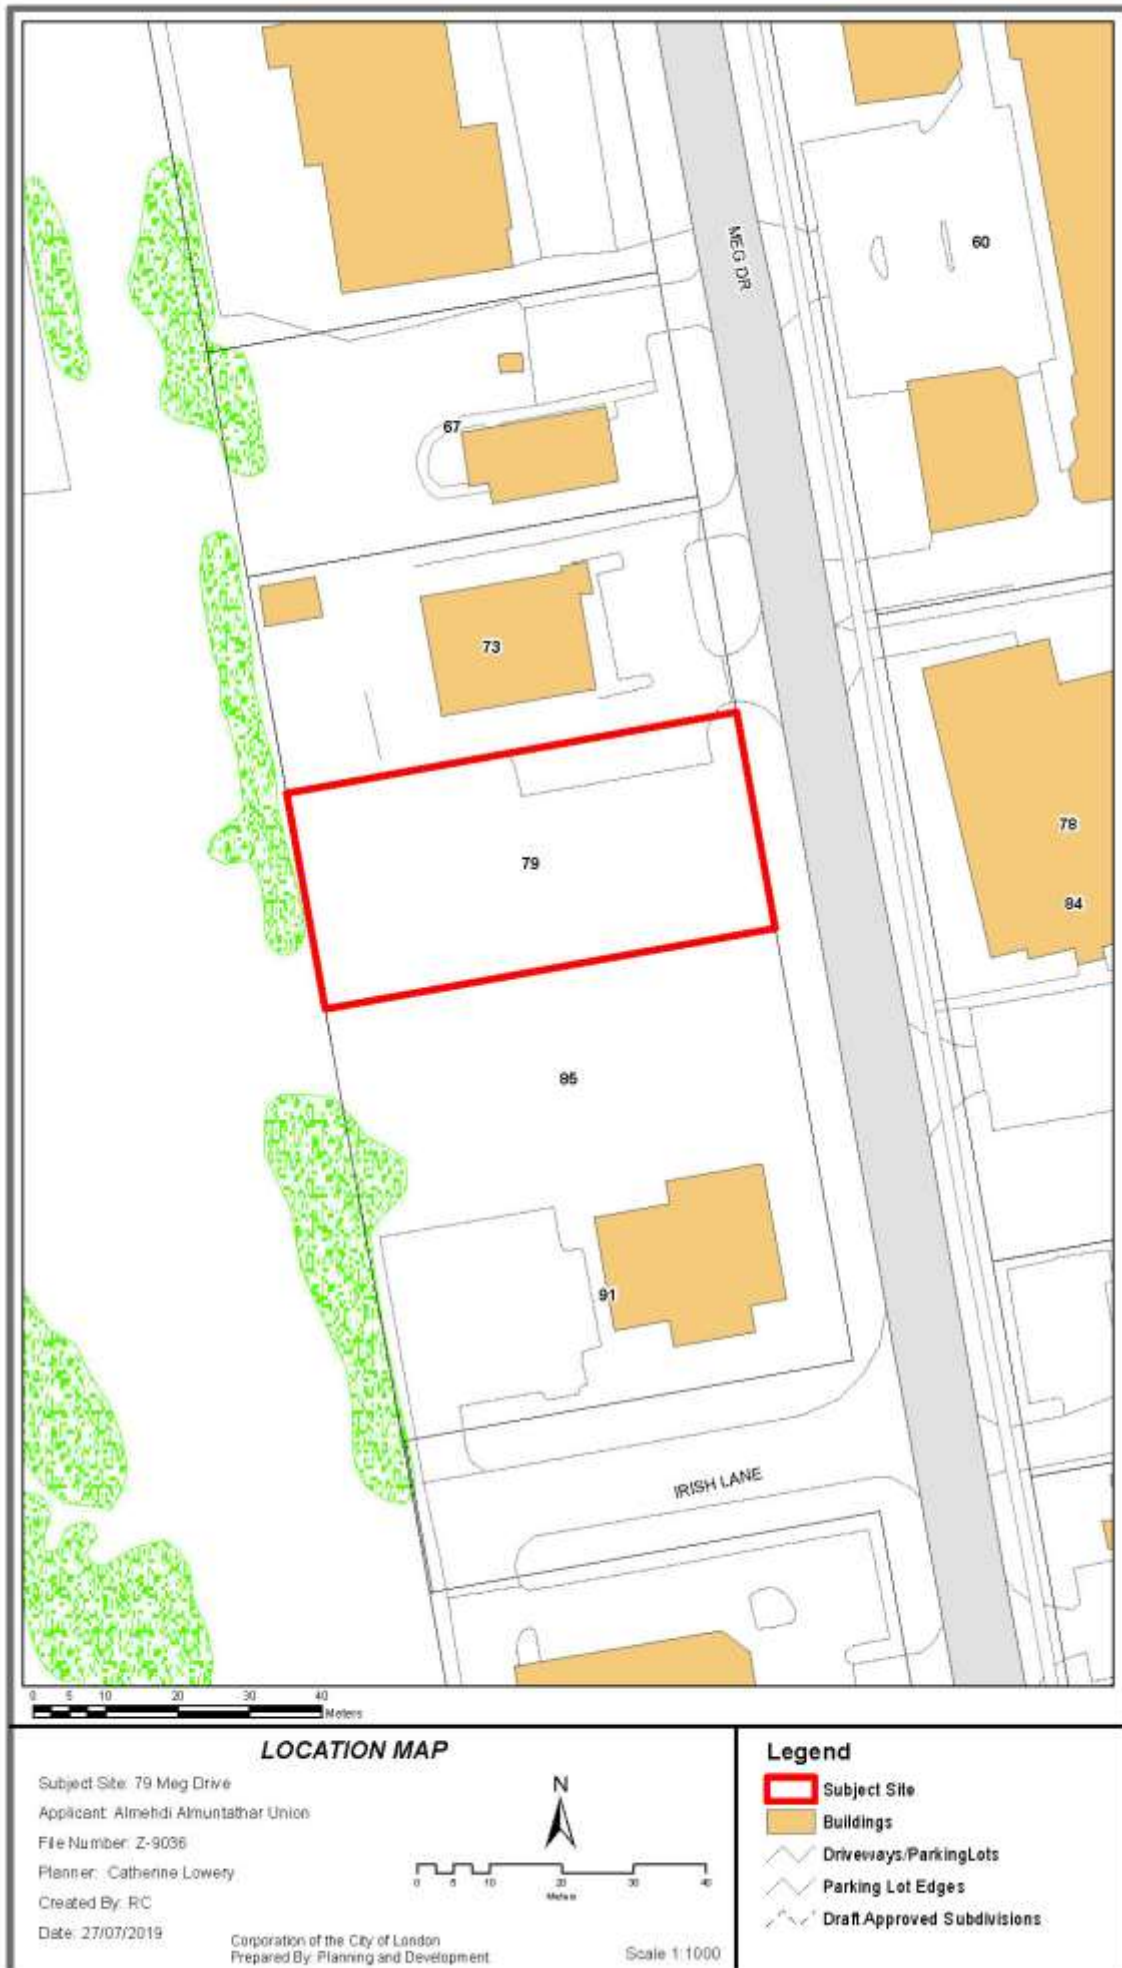 MEG DR
60
67
73
79
78
84
85
91
IRISH LANE
0 5 10 20 30 40
Meters
LOCATION MAP
Subject Site: 79 Meg Drive
Applicant: Almehdi Almuntathar Union
File Number: Z-9036
Planner: Catherine Lowery
Created By: RC
Date: 27/07/2019
Corporation of the City of London
Prepared By: Planning and Development
N
0 5 10 20 30 40
Meters
Scale 1:1000
Legend
Subject Site
Buildings
Driveways/ParkingLots
Parking Lot Edges
Draft Approved Subdivisions